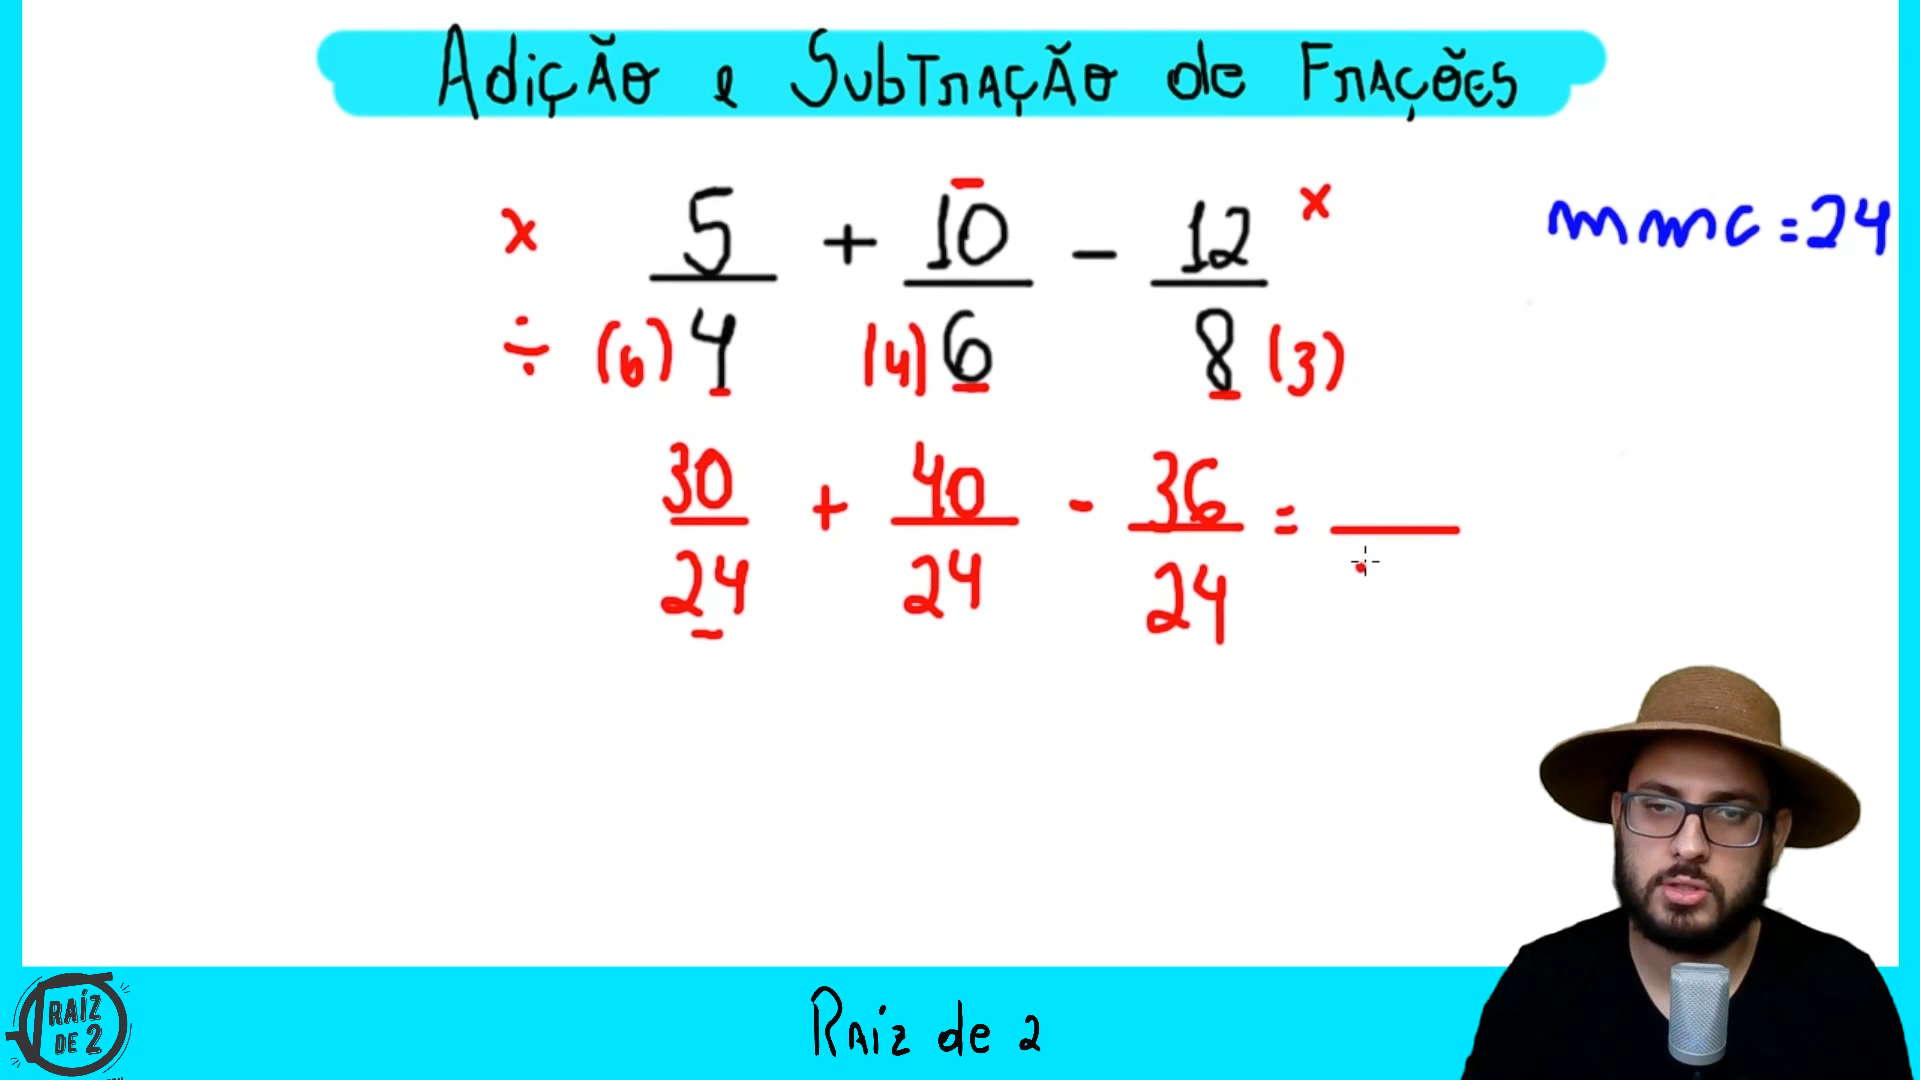 Adição e Subtração de Frações
x 5 + 10 - 12 x
mmc = 24
÷ (6) 4 (4) 6 8 (3)
30 + 40 - 36 =
24 24 24
RAÍZ
DE 2
Raiz de 2